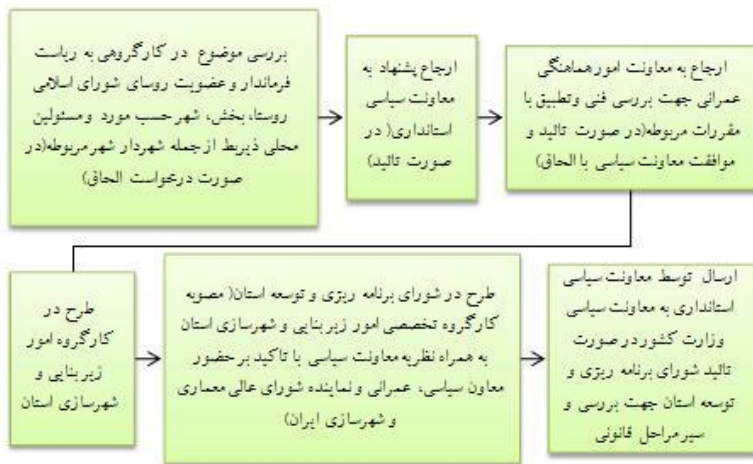 بررسی موضوع در کارگروهی به ریاست
فرماندار و عضویت روسای شورای اسلامی
روستا، بخش، شهر حسب مورد و مسئولین
محلی ذیربط از جمله شهردار شهر مربوطه(در
صورت درخواست الحاق)
ارجاع پشنهاد به
معاونت سیاسی
استانداری( در
صورت تائید)
ارجاع به معاونت امور هماهنگی
عمرانی جهت بررسی فنی و تطبیق با
مقررات مربوطه(در صورت تائید و
موافقت معاونت سیاسی با الحاق)
طرح در
کارگروه امور
زیربنایی و
شهرسازی استان
طرح در شورای برنامه ریزی و توسعه استان( مصوبه
کارگروه تخصصی امور زیربنایی و شهرسازی استان
به همراه نظریه معاونت سیاسی با تاکید بر حضور
معاون سیاسی، عمرانی و نماینده شورای عالی معماری
و شهرسازی ایران)
ارسال توسط معاونت سیاسی
استانداری به معاونت سیاسی
وزارت کشور در صورت
تائید شورای برنامه ریزی و
توسعه استان جهت بررسی و
سیر مراحل قانونی